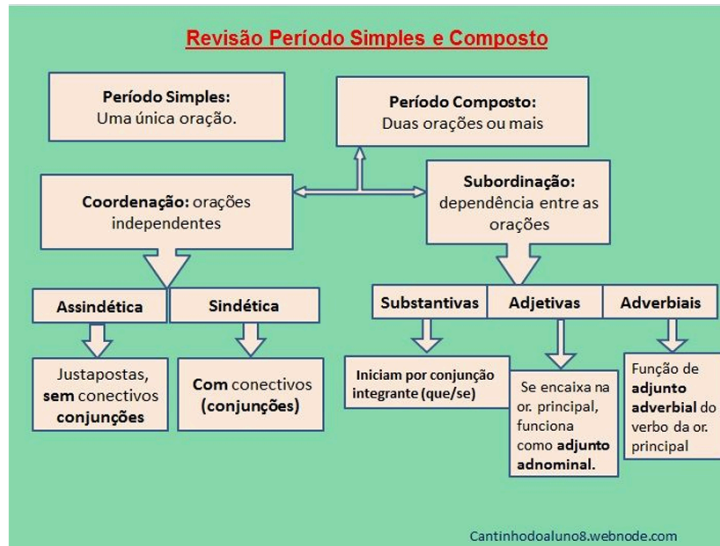 Revisão Período Simples e Composto
Período Simples:
Uma única oração.
Período Composto:
Duas orações ou mais
Coordenação: orações
independentes
Subordinação:
dependência entre as
orações
Assindética
Sindética
Substantivas
Adjetivas
Adverbiais
Justapostas,
sem conectivos
conjunções
Com conectivos
(conjunções)
Iniciam por conjunção
integrante (que/se)
Se encaixa na
or. principal,
funciona
como adjunto
adnominal.
Função de
adjunto
adverbial do
verbo da or.
principal
Cantinhodoaluno8.webnode.com